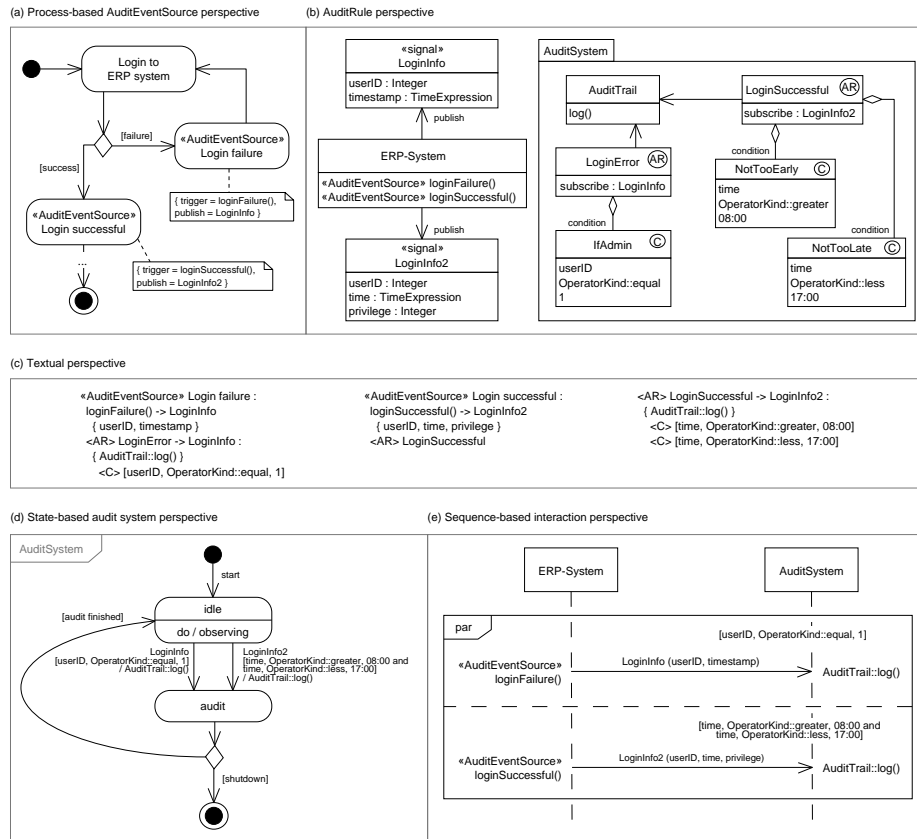 (a) Process-based AuditEventSource perspective
Login to
ERP system
[failure]
«AuditEventSource»
Login failure
[success]
{ trigger = loginFailure(),
publish = LoginInfo }
«AuditEventSource»
Login successful
...
{ trigger = loginSuccessful(),
publish = LoginInfo2 }
(b) AuditRule perspective
«signal»
LoginInfo
userID : Integer
timestamp : TimeExpression
publish
ERP-System
«AuditEventSource» loginFailure()
«AuditEventSource» loginSuccessful()
publish
«signal»
LoginInfo2
userID : Integer
time : TimeExpression
privilege : Integer
AuditSystem
AuditTrail
log()
LoginSuccessful
AR
subscribe : LoginInfo2
LoginError
AR
subscribe : LoginInfo
condition
NotTooEarly
C
time
OperatorKind::greater
08:00
condition
IfAdmin
C
userID
OperatorKind::equal
1
condition
NotTooLate
C
time
OperatorKind::less
17:00
(c) Textual perspective
«AuditEventSource» Login failure :
loginFailure() -> LoginInfo
{ userID, timestamp }
<AR> LoginError -> LoginInfo :
{ AuditTrail::log() }
<C> [userID, OperatorKind::equal, 1]
«AuditEventSource» Login successful :
loginSuccessful() -> LoginInfo2
{ userID, time, privilege }
<AR> LoginSuccessful
<AR> LoginSuccessful -> LoginInfo2 :
{ AuditTrail::log() }
<C> [time, OperatorKind::greater, 08:00]
<C> [time, OperatorKind::less, 17:00]
(d) State-based audit system perspective
AuditSystem
start
idle
do / observing
[audit finished]
LoginInfo
[userID, OperatorKind::equal, 1]
/ AuditTrail::log()
LoginInfo2
[time, OperatorKind::greater, 08:00 and
time, OperatorKind::less, 17:00]
/ AuditTrail::log()
audit
[shutdown]
(e) Sequence-based interaction perspective
ERP-System
AuditSystem
par
[userID, OperatorKind::equal, 1]
«AuditEventSource»
loginFailure()
LoginInfo (userID, timestamp)
AuditTrail::log()
[time, OperatorKind::greater, 08:00 and
time, OperatorKind::less, 17:00]
«AuditEventSource»
loginSuccessful()
LoginInfo2 (userID, time, privilege)
AuditTrail::log()